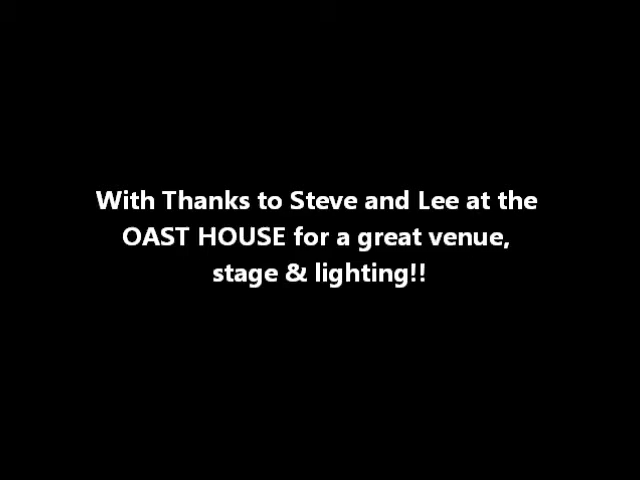 With Thanks to Steve and Lee at the
OAST HOUSE for a great venue,
stage & lighting!!